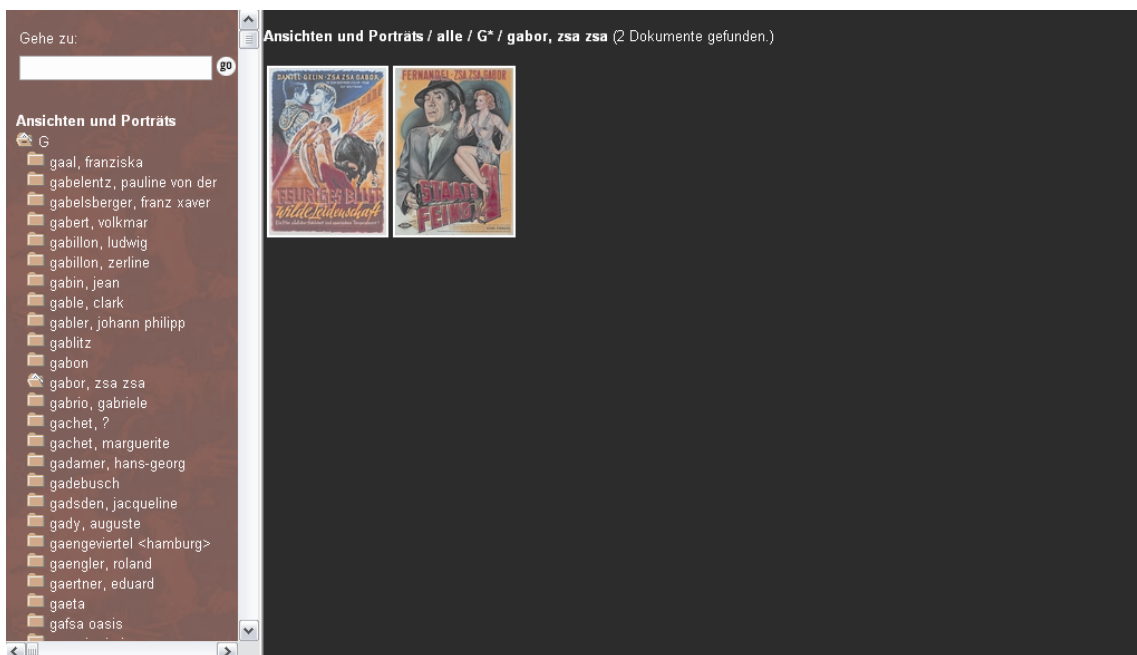 Gehe zu:
go
Ansichten und Porträts
G
gaal, franziska
gabelentz, pauline von der
gabelsberger, franz xaver
gabert, volkmar
gabillon, ludwig
gabillon, zerline
gabin, jean
gable, clark
gabler, johann philipp
gablitz
gabon
gabor, zsa zsa
gabrio, gabriele
gachet, ?
gachet, marguerite
gadamer, hans-georg
gadebusch
gadsden, jacqueline
gady, auguste
gaengeviertel <hamburg>
gaengler, roland
gaertner, eduard
gaeta
gafsa oasis
Ansichten und Porträts / alle / G* / gabor, zsa zsa (2 Dokumente gefunden.)
DANIEL GELIN - ZSA ZSA GABOR
FEURIGES BLUT
Wilde Leidenschaft
FERNANDEL - ZSA ZSA GABOR
STAATS
FEIND 1